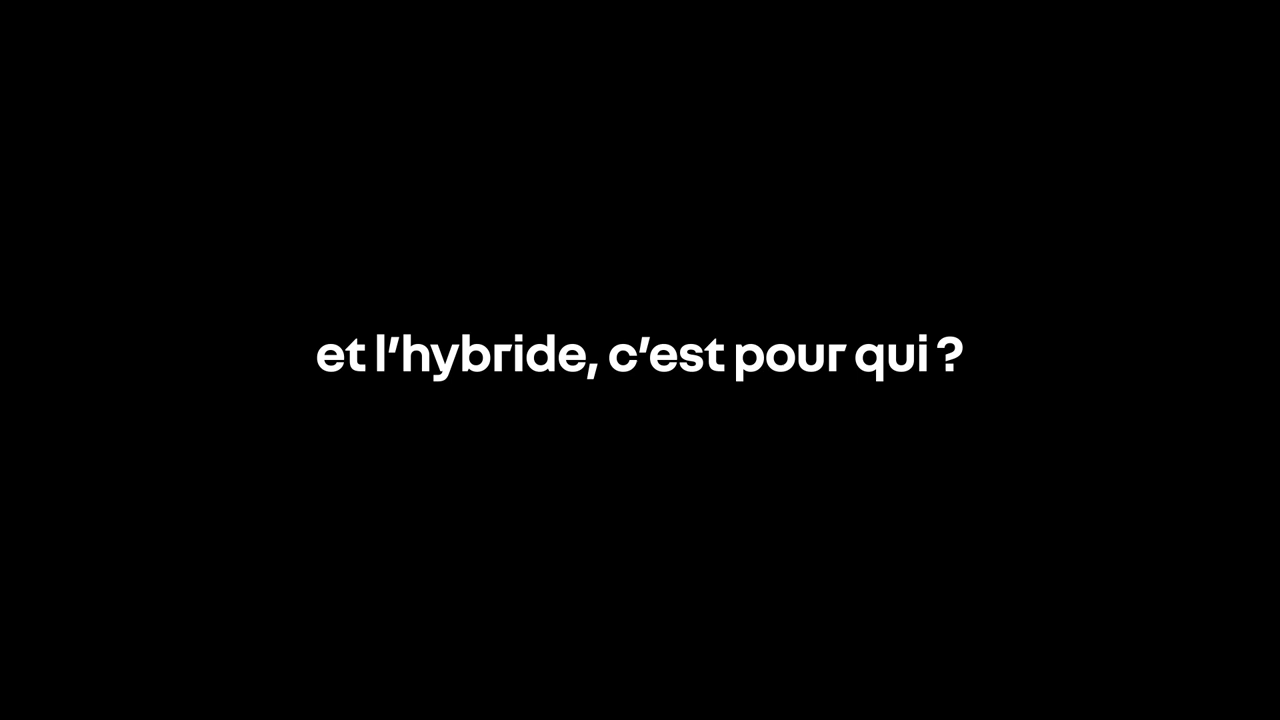 et l’hybride, c’est pour qui ?